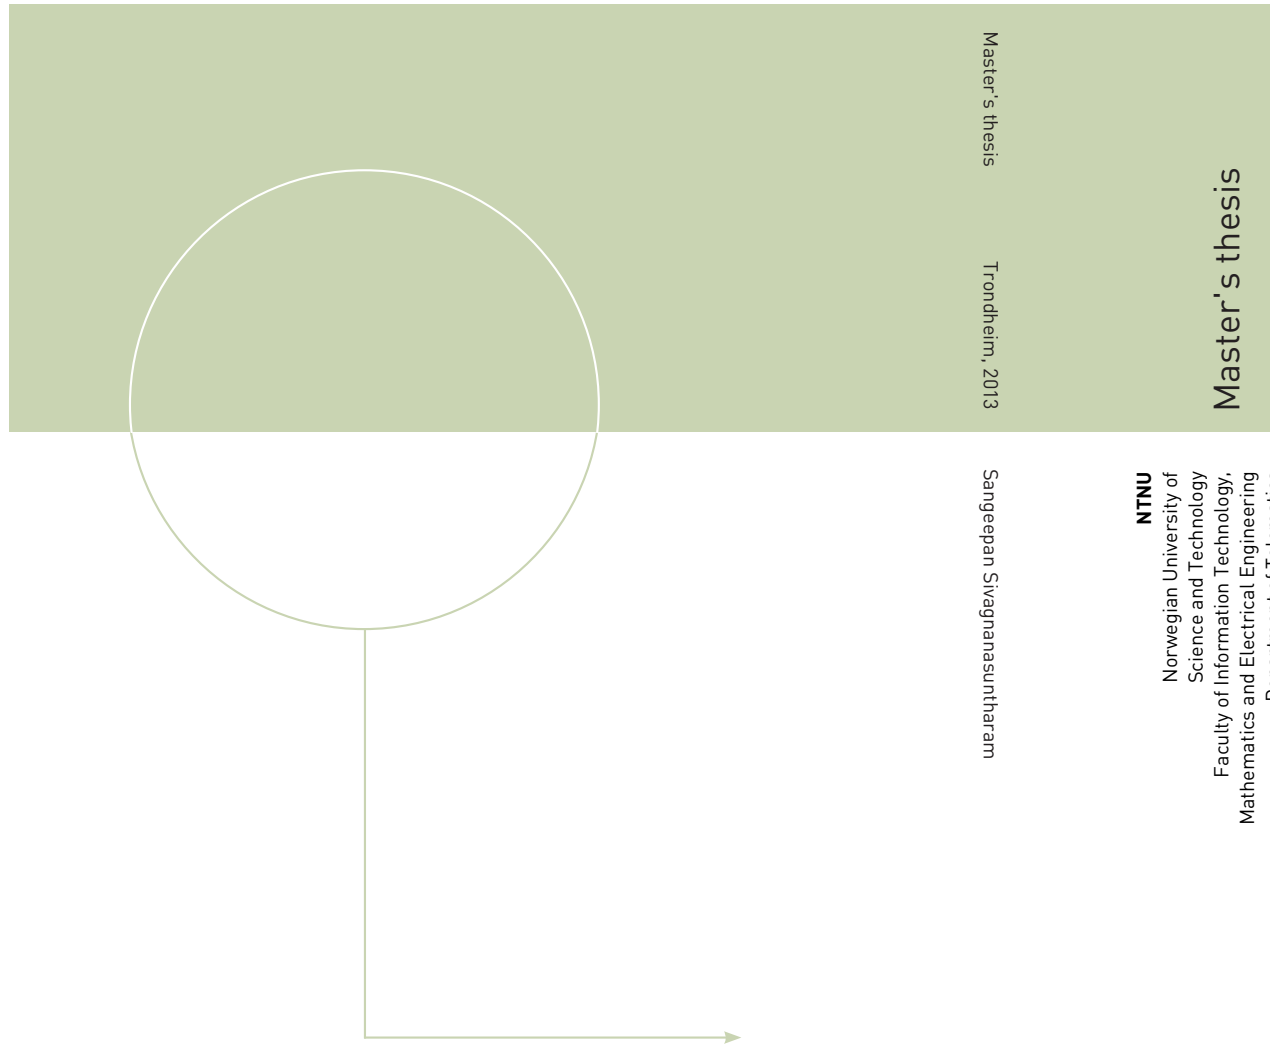 Master's thesis
Trondheim, 2013
Sangeepan Sivagnanasuntharam
Master's thesis
NTNU
Norwegian University of
Science and Technology
Faculty of Information Technology,
Mathematics and Electrical Engineering